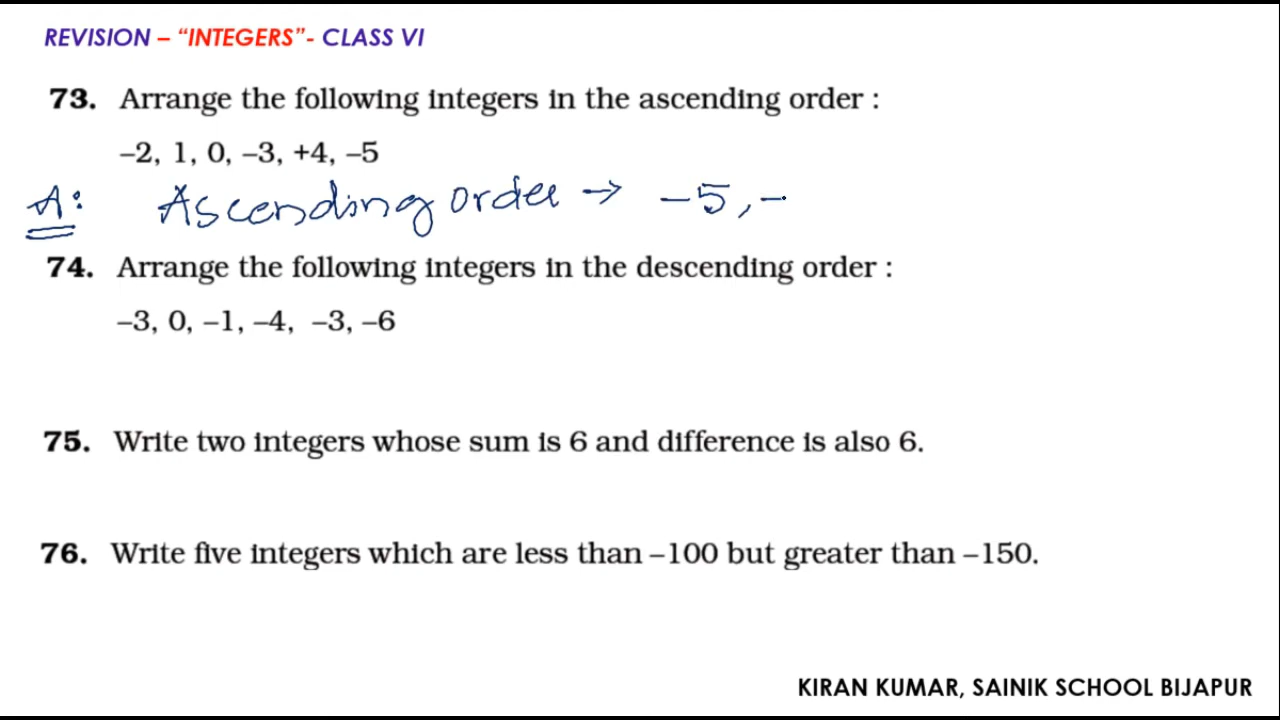 REVISION – “INTEGERS”- CLASS VI
73. Arrange the following integers in the ascending order :
–2, 1, 0, –3, +4, –5
A: Ascending order → –5, –
74. Arrange the following integers in the descending order :
–3, 0, –1, –4, –3, –6
75. Write two integers whose sum is 6 and difference is also 6.
76. Write five integers which are less than –100 but greater than –150.
KIRAN KUMAR, SAINIK SCHOOL BIJAPUR